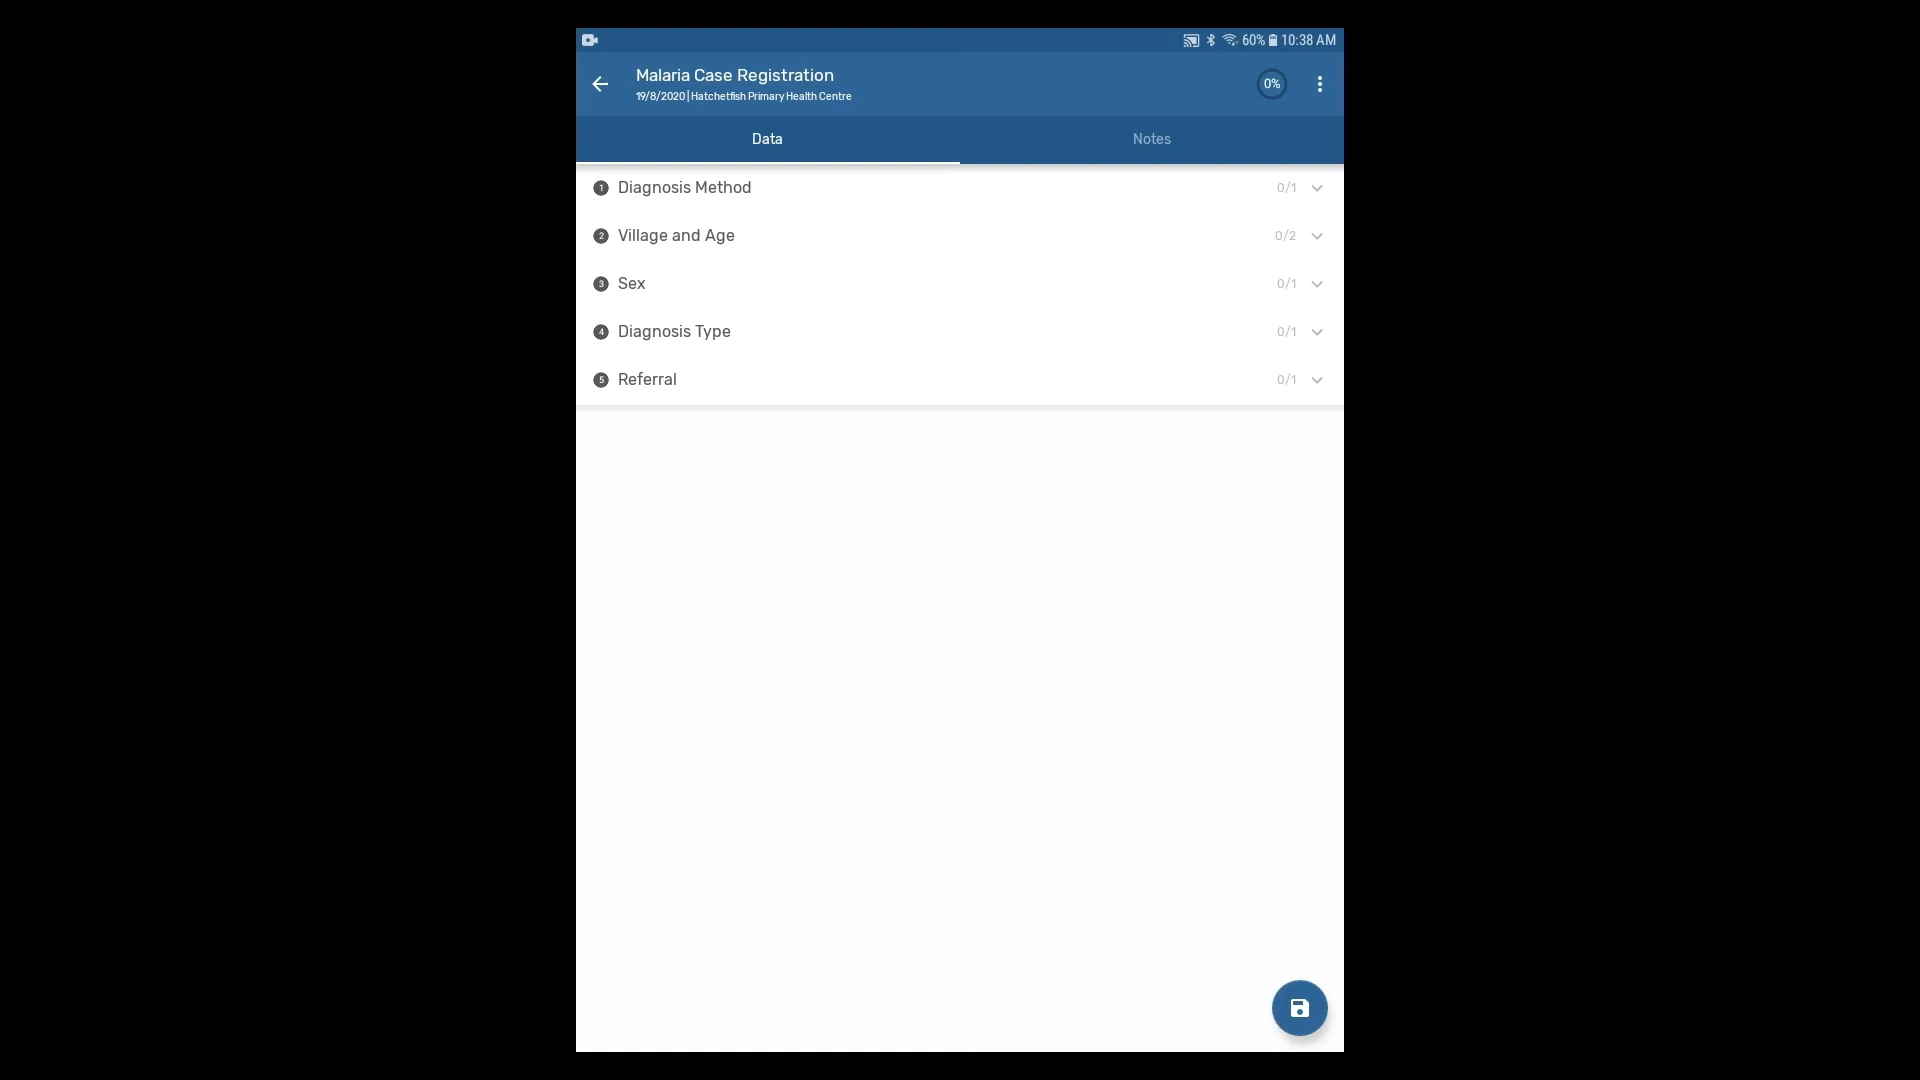 60% 10:38 AM
Malaria Case Registration
19/8/2020 | Hatchetfish Primary Health Centre
0%
Data Notes
1 Diagnosis Method 0/1
2 Village and Age 0/2
3 Sex 0/1
4 Diagnosis Type 0/1
5 Referral 0/1